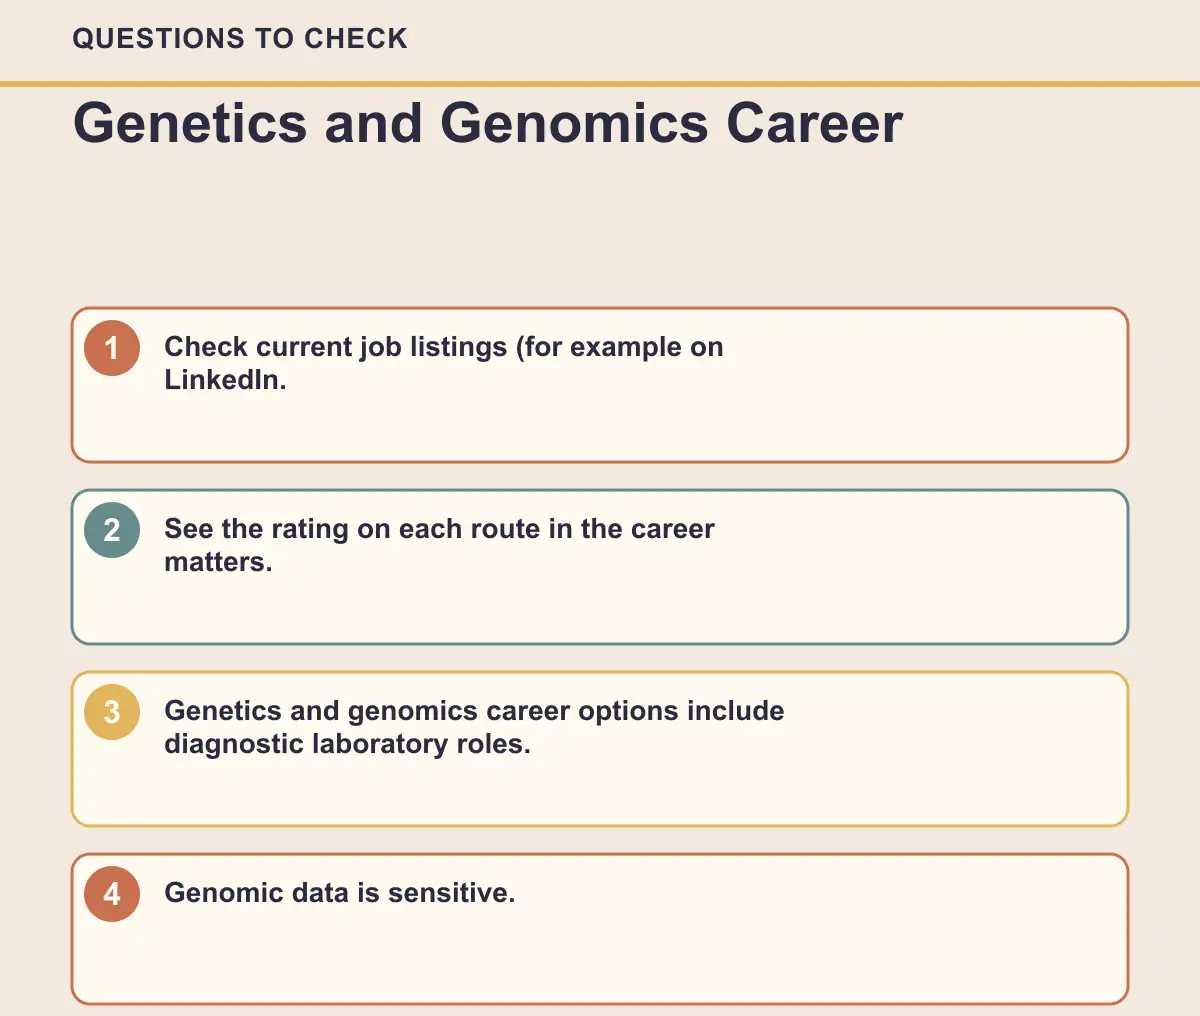 QUESTIONS TO CHECK
Genetics and Genomics Career
1
Check current job listings (for example on
LinkedIn.
2
See the rating on each route in the career
matters.
3
Genetics and genomics career options include
diagnostic laboratory roles.
4
Genomic data is sensitive.